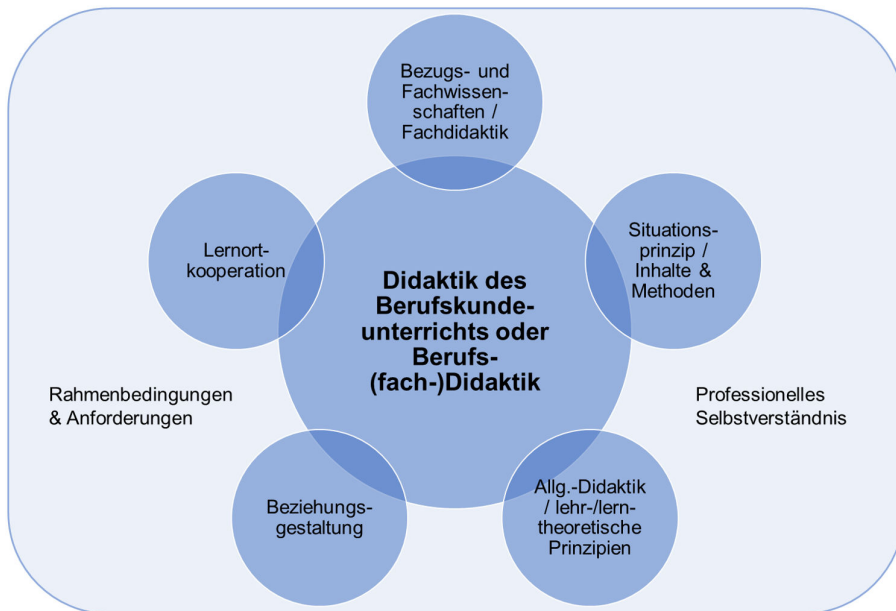 Bezugs- und
Fachwissen-
schaften /
Fachdidaktik
Lernort-
kooperation
Situations-
prinzip /
Inhalte &
Methoden
Didaktik des
Berufskunde-
unterrichts oder
Berufs-
(fach-)Didaktik
Rahmenbedingungen
& Anforderungen
Professionelles
Selbstverständnis
Beziehungs-
gestaltung
Allg.-Didaktik
/ lehr-/lern-
theoretische
Prinzipien